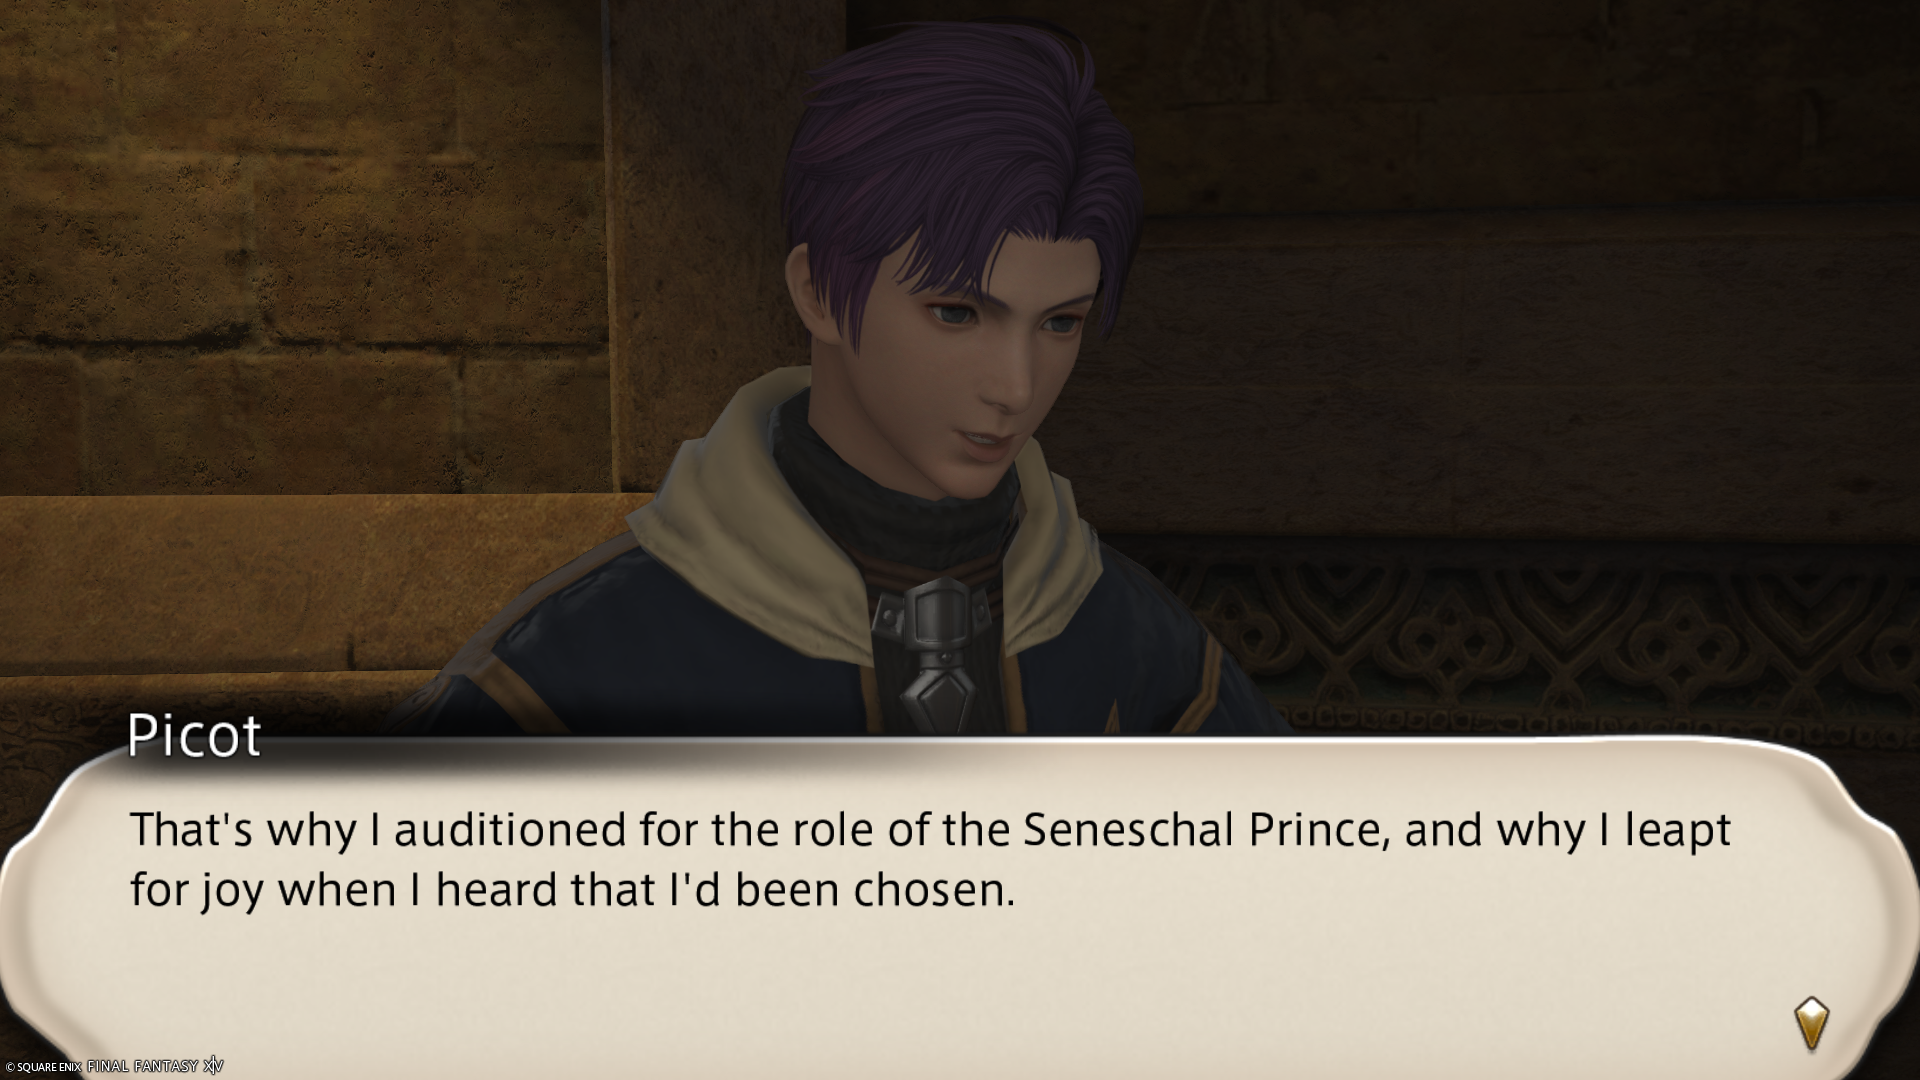 Picot
That's why I auditioned for the role of the Seneschal Prince, and why I leapt
for joy when I heard that I'd been chosen.
© SQUARE ENIX FINAL FANTASY XIV